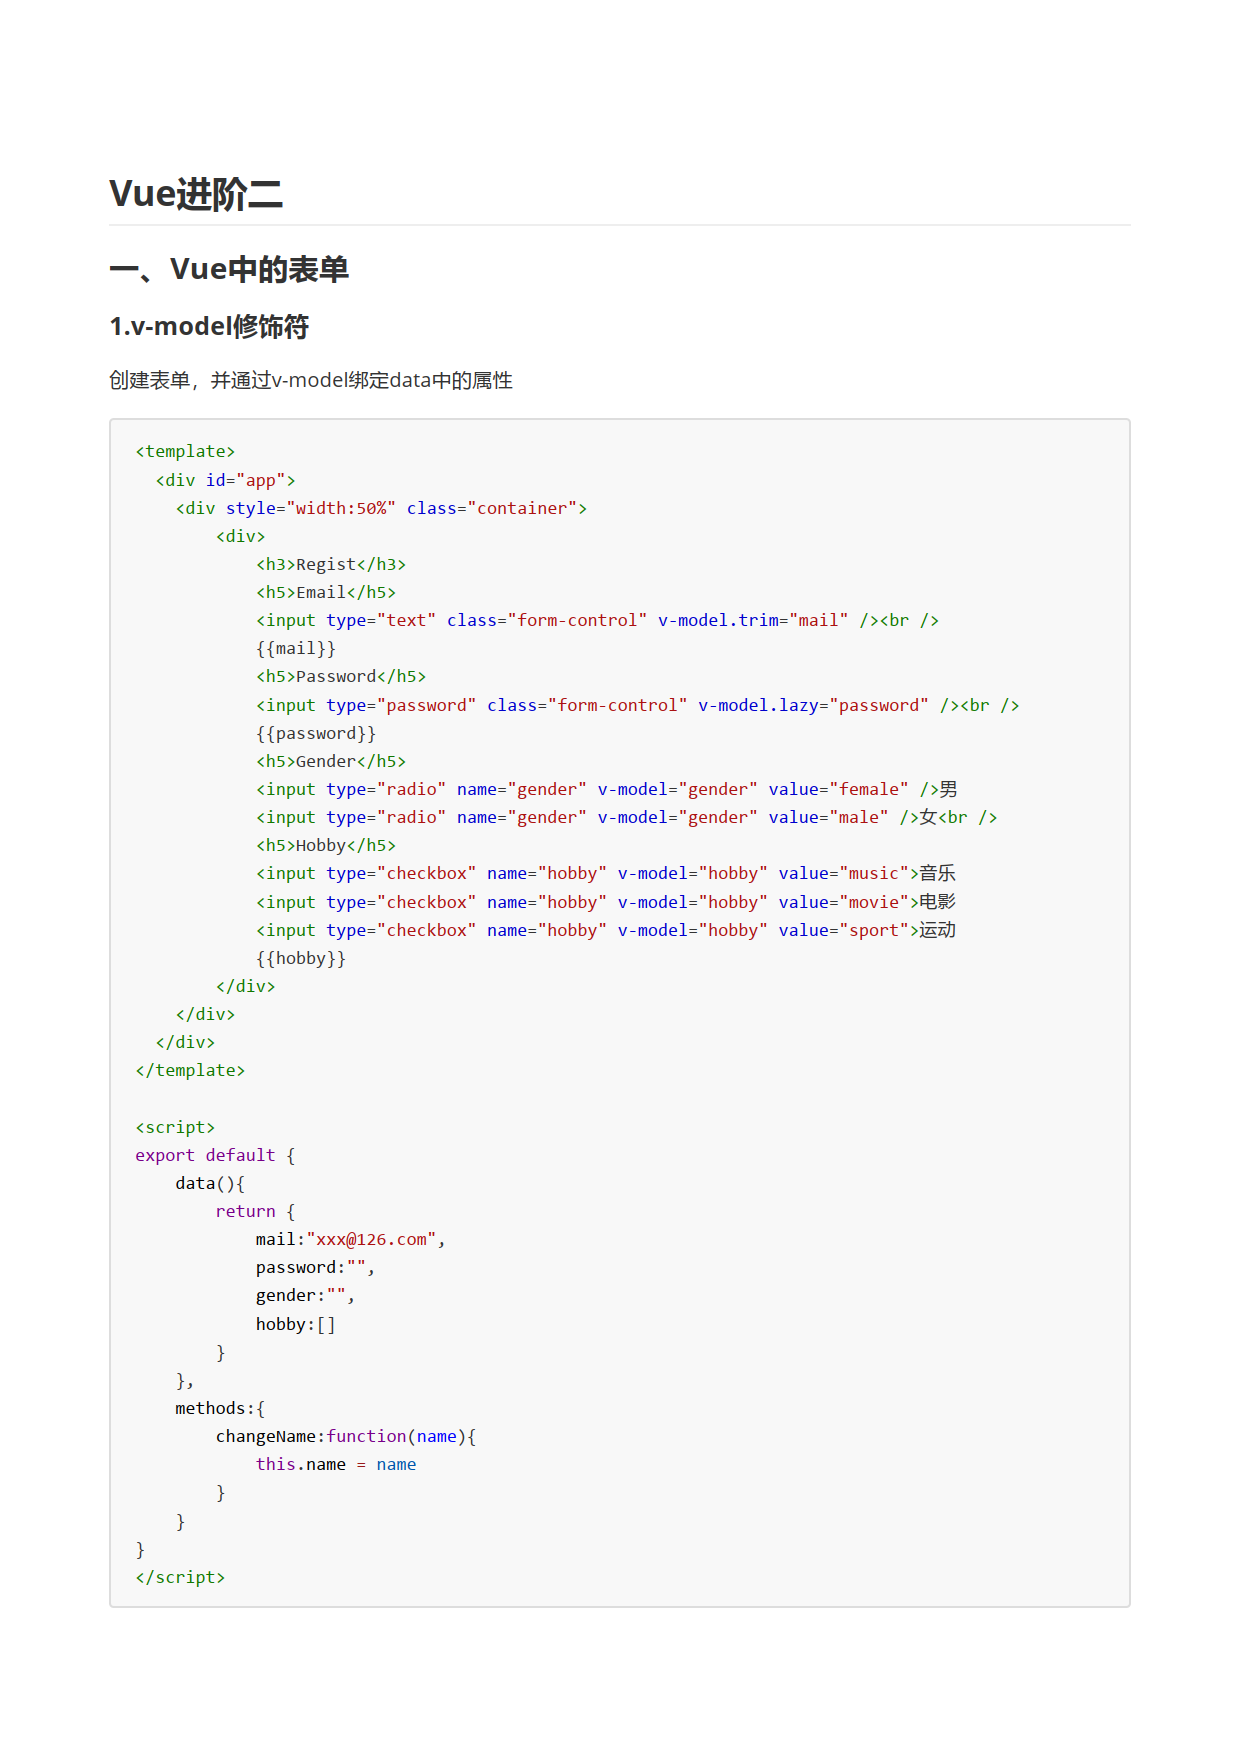 Vue进阶二
一、Vue中的表单
1.v-model修饰符
创建表单，并通过v-model绑定data中的属性
<template>
  <div id="app">
    <div style="width:50%" class="container">
        <div>
            <h3>Regist</h3>
            <h5>Email</h5>
            <input type="text" class="form-control" v-model.trim="mail" /><br />
            {{mail}}
            <h5>Password</h5>
            <input type="password" class="form-control" v-model.lazy="password" /><br />
            {{password}}
            <h5>Gender</h5>
            <input type="radio" name="gender" v-model="gender" value="female" />男
            <input type="radio" name="gender" v-model="gender" value="male" />女<br />
            <h5>Hobby</h5>
            <input type="checkbox" name="hobby" v-model="hobby" value="music">音乐
            <input type="checkbox" name="hobby" v-model="hobby" value="movie">电影
            <input type="checkbox" name="hobby" v-model="hobby" value="sport">运动
            {{hobby}}
        </div>
    </div>
  </div>
</template>

<script>
export default {
    data(){
        return {
            mail:"xxx@126.com",
            password:"",
            gender:"",
            hobby:[]
        }
    },
    methods:{
        changeName:function(name){
            this.name = name
        }
    }
}
</script>